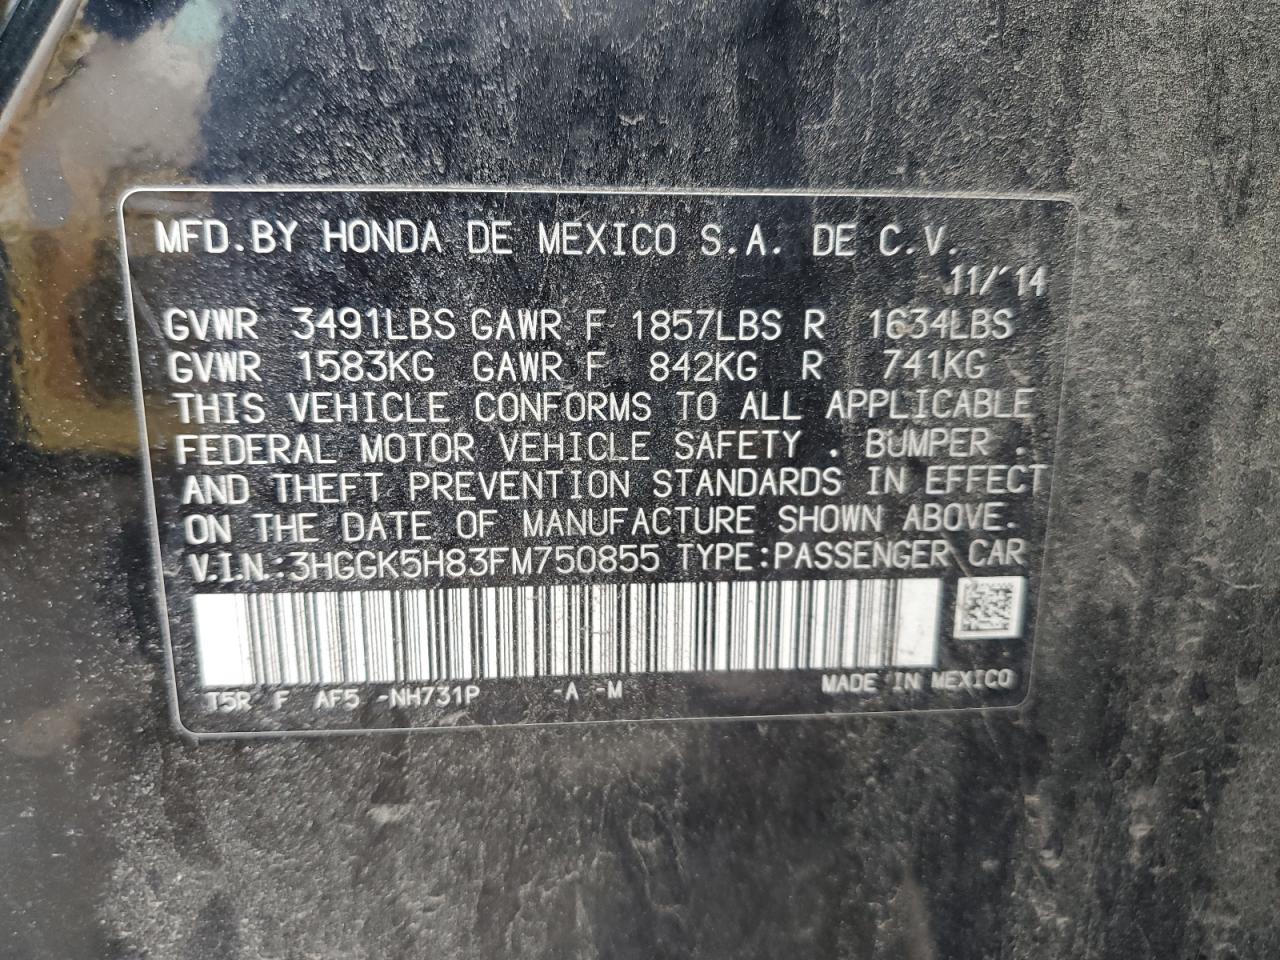 MFD.BY HONDA DE MEXICO S.A. DE C.V.
11/'14
GVWR 3491LBS GAWR F 1857LBS R 1634LBS
GVWR 1583KG GAWR F 842KG R 741KG
THIS VEHICLE CONFORMS TO ALL APPLICABLE
FEDERAL MOTOR VEHICLE SAFETY . BUMPER .
AND THEFT PREVENTION STANDARDS IN EFFECT
ON THE DATE OF MANUFACTURE SHOWN ABOVE.
V.I.N.:3HGGK5H83FM750855 TYPE:PASSENGER CAR
T5R F AF5 -NH731P -A -M MADE IN MEXICO